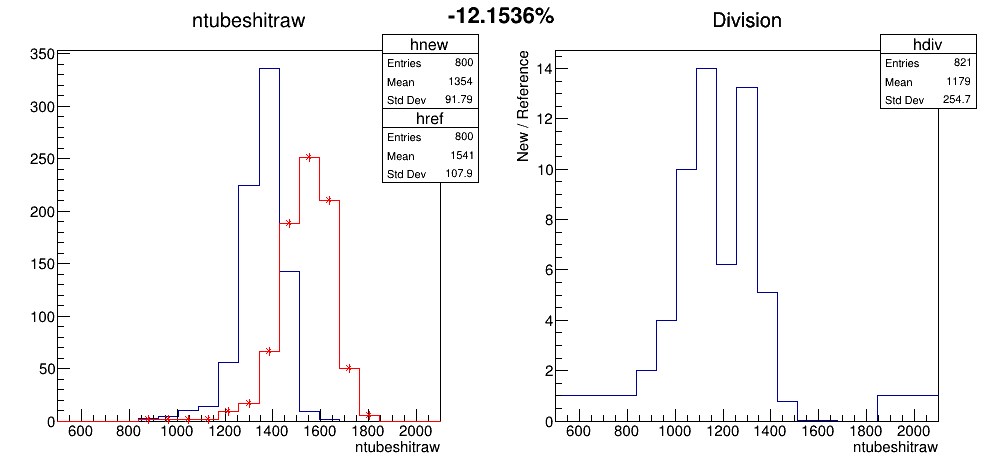 -12.1536%
ntubeshitraw
hnew
Entries 800
Mean 1354
Std Dev 91.79
href
Entries 800
Mean 1541
Std Dev 107.9
350
300
250
200
150
100
50
0
600 800 1000 1200 1400 1600 1800 2000
ntubeshitraw
Division
hdiv
Entries 821
Mean 1179
Std Dev 254.7
New / Reference
14
12
10
8
6
4
2
0
600 800 1000 1200 1400 1600 1800 2000
ntubeshitraw